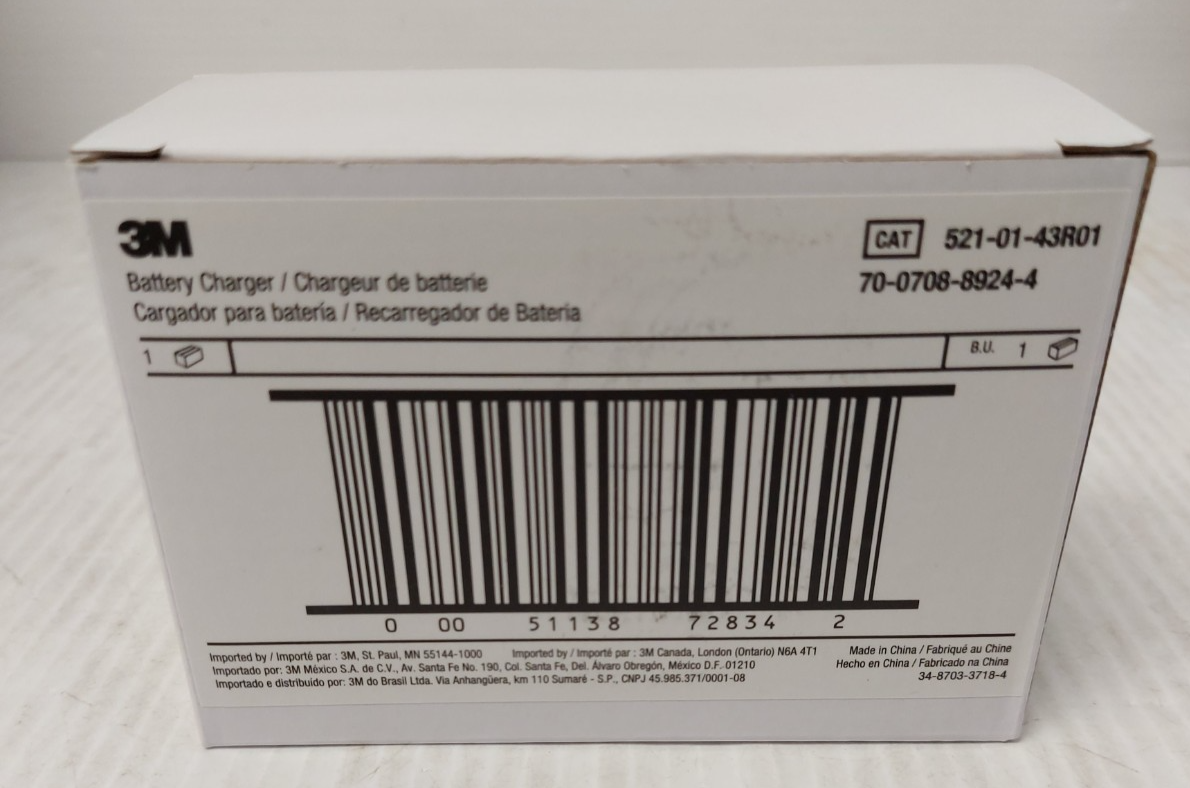 3M
CAT 521-01-43R01
Battery Charger / Chargeur de batterie
70-0708-8924-4
Cargador para batería / Recarregador de Bateria
1
B.U. 1
0 00 51138 72834 2
Imported by / Importé par : 3M, St. Paul, MN 55144-1000 Imported by / Importé par : 3M Canada, London (Ontario) N6A 4T1 Made in China / Fabriqué au Chine
Importado por: 3M México S.A. de C.V., Av. Santa Fe No. 190, Col. Santa Fe, Del. Álvaro Obregón, México D.F. 01210 Hecho en China / Fabricado na China
Importado e distribuido por: 3M do Brasil Ltda. Via Anhangüera, km 110 Sumaré - S.P., CNPJ 45.985.371/0001-08 34-8703-3718-4